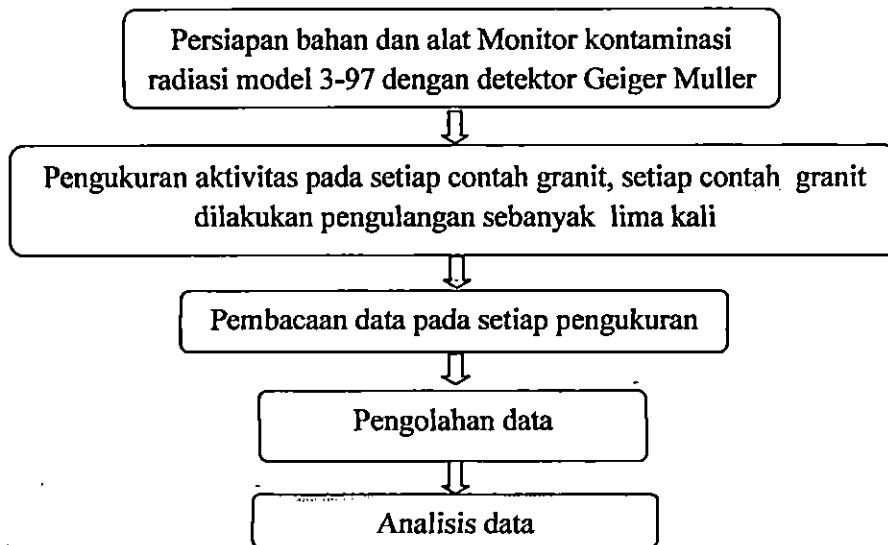 Persiapan bahan dan alat Monitor kontaminasi
radiasi model 3-97 dengan detektor Geiger Muller
Pengukuran aktivitas pada setiap contah granit, setiap contah granit
dilakukan pengulangan sebanyak lima kali
Pembacaan data pada setiap pengukuran
Pengolahan data
Analisis data